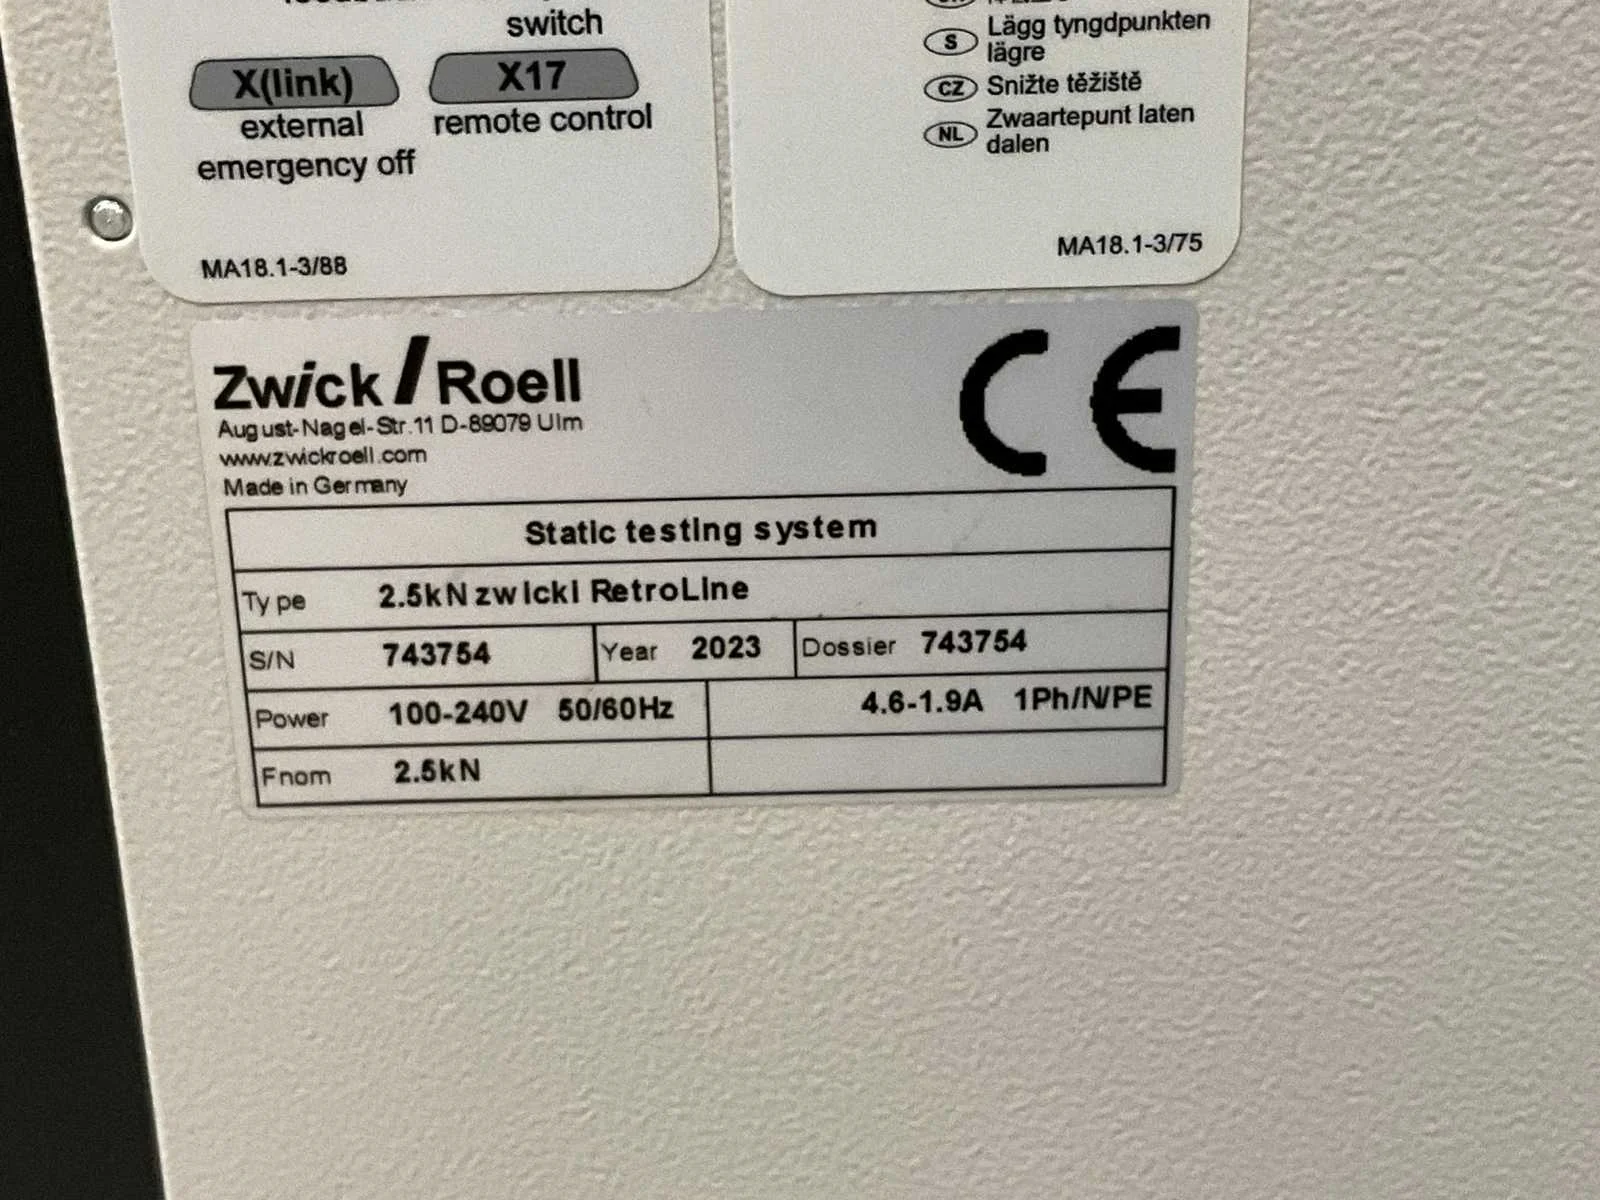 switch
X(link)
external
emergency off
X17
remote control
MA18.1-3/88
S Lägg tyngdpunkten
lägre
CZ Snižte těžiště
NL Zwaartepunt laten
dalen
MA18.1-3/75
Zwick / Roell
August-Nagel-Str.11 D-89079 Ulm
www.zwickroell.com
Made in Germany
CE
Static testing system
Type 2.5kN zwicki RetroLine
S/N 743754 Year 2023 Dossier 743754
Power 100-240V 50/60Hz 4.6-1.9A 1Ph/N/PE
Fnom 2.5kN